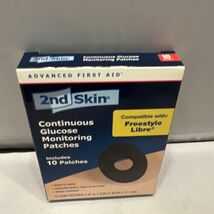 2nd Skin®
Continuous Glucose
Monitoring Patches
10
ADVANCED FIRST AID
2nd Skin®
Continuous
Glucose
Monitoring
Patches
Includes
10 Patches
Compatible with:
Freestyle
Libre®